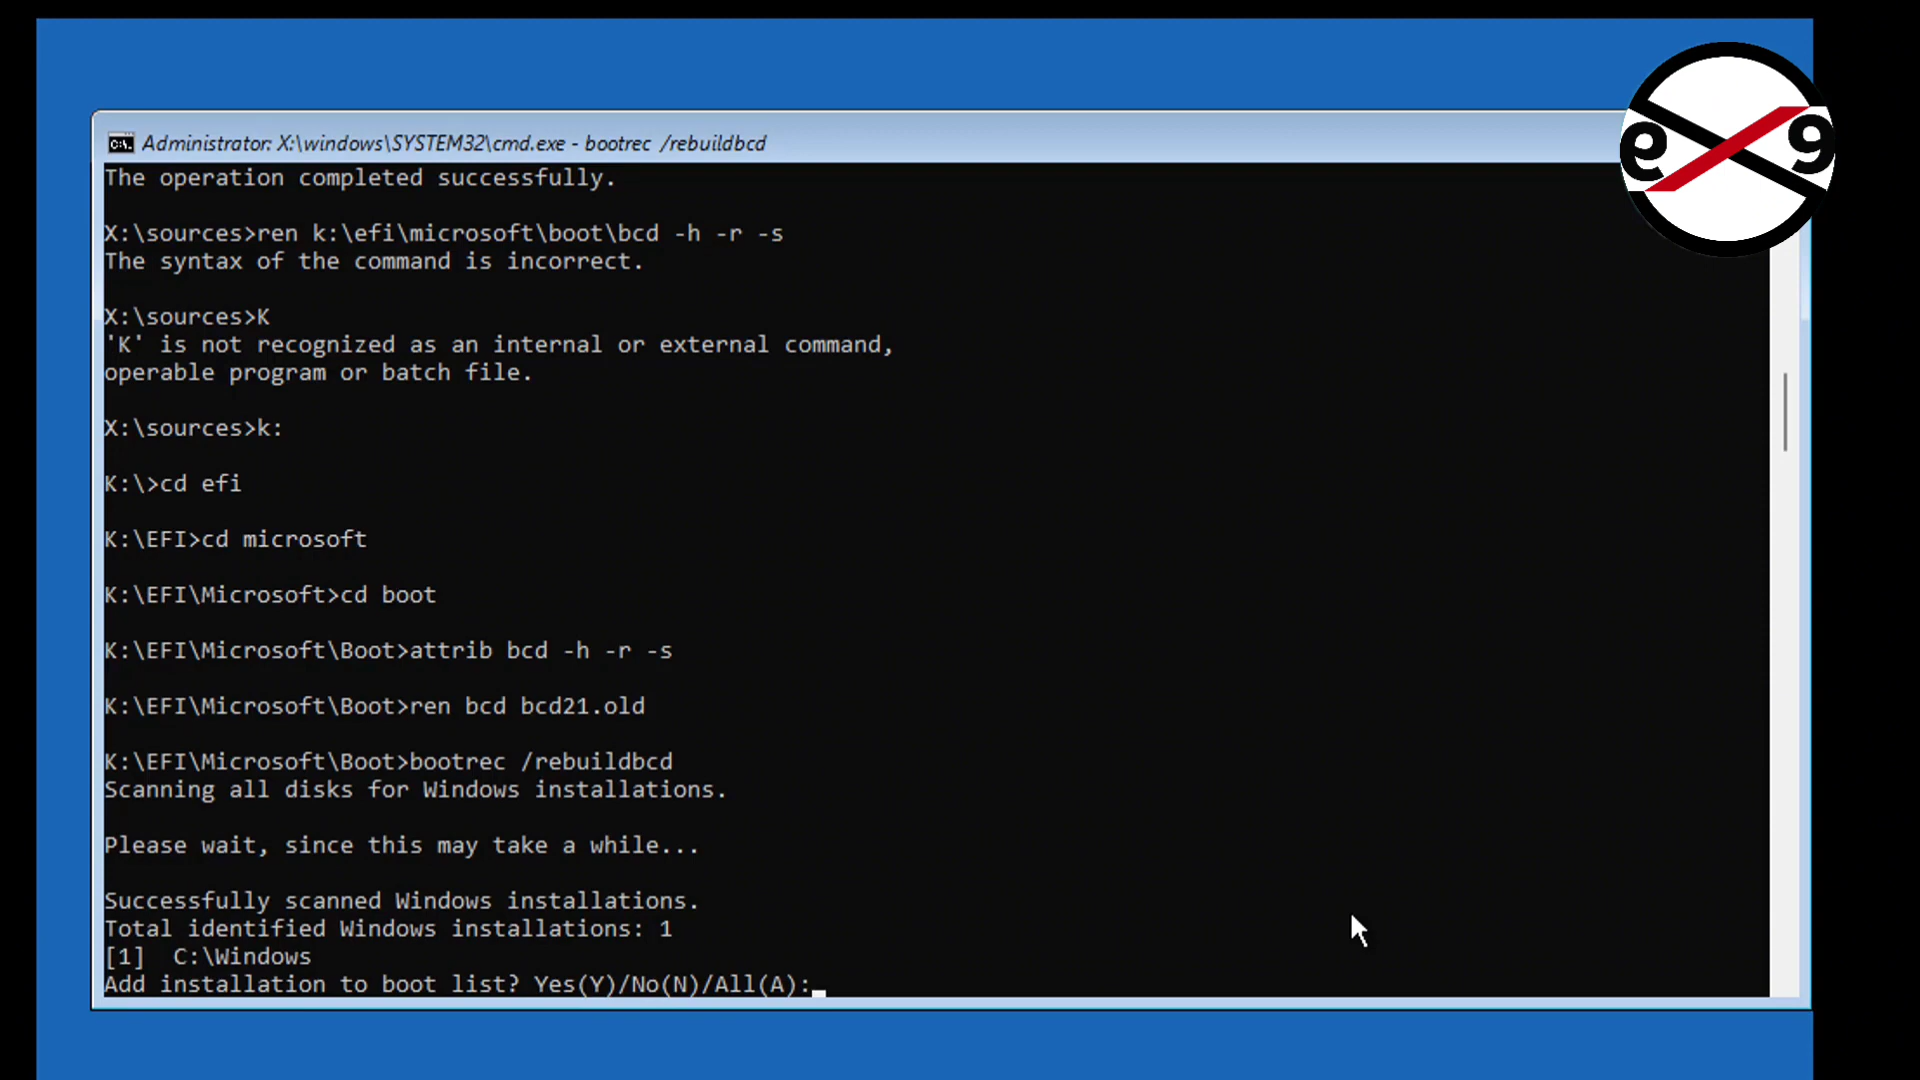 Administrator: X:\windows\SYSTEM32\cmd.exe - bootrec /rebuildbcd
The operation completed successfully.
X:\sources>ren k:\efi\microsoft\boot\bcd -h -r -s
The syntax of the command is incorrect.
X:\sources>K
'K' is not recognized as an internal or external command,
operable program or batch file.
X:\sources>k:
K:\>cd efi
K:\EFI>cd microsoft
K:\EFI\Microsoft>cd boot
K:\EFI\Microsoft\Boot>attrib bcd -h -r -s
K:\EFI\Microsoft\Boot>ren bcd bcd21.old
K:\EFI\Microsoft\Boot>bootrec /rebuildbcd
Scanning all disks for Windows installations.
Please wait, since this may take a while...
Successfully scanned Windows installations.
Total identified Windows installations: 1
[1]  C:\Windows
Add installation to boot list? Yes(Y)/No(N)/All(A):